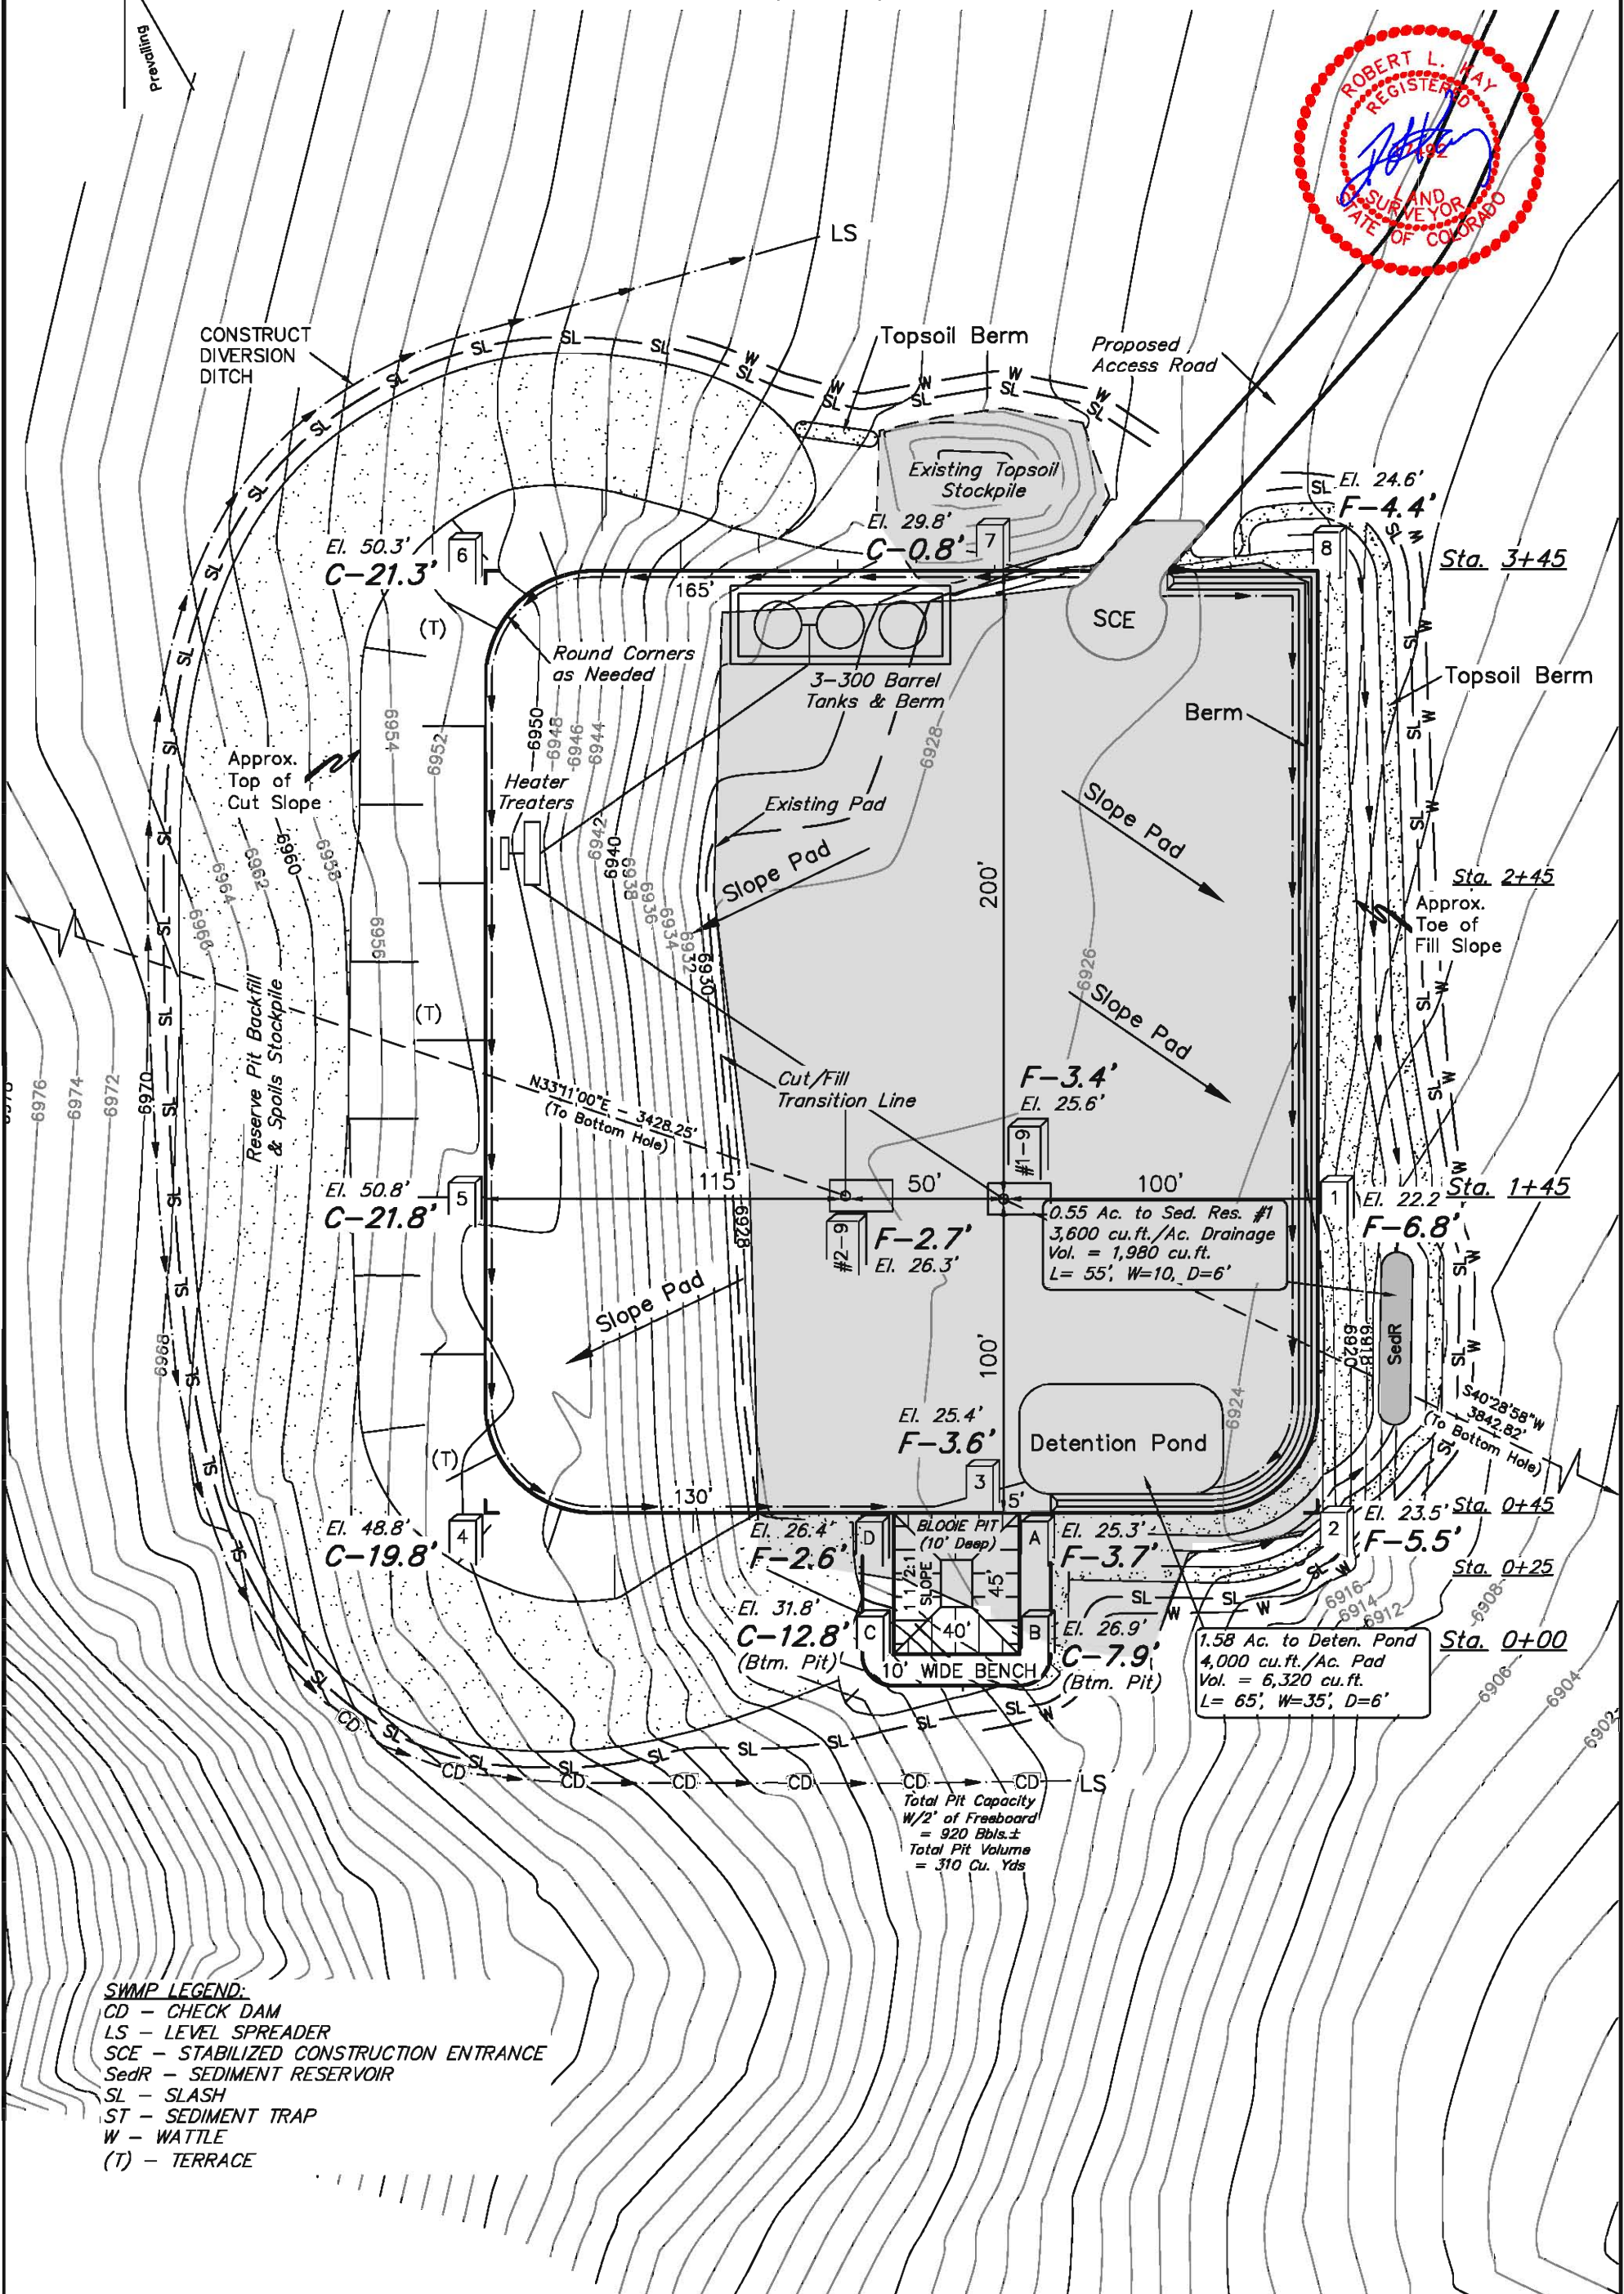 Prevailing
ROBERT L. KAY
REGISTERED
LAND
SURVEYOR
STATE OF COLORADO
LS
CONSTRUCT
DIVERSION
DITCH
Topsoil Berm
Proposed
Access Road
Existing Topsoil
Stockpile
El. 24.6'
F-4.4'
8
Sta. 3+45
El. 29.8'
C-0.8'
7
El. 50.3'
C-21.3'
6
165'
SCE
(T)
Round Corners
as Needed
3-300 Barrel
Tanks & Berm
Topsoil Berm
Berm
6954
6952
6950
6948
6946
6944
6942
6940
6938
6936
6934
6932
6930
6928
6928
6926
6924
Approx.
Top of
Cut Slope
Heater
Treaters
Existing Pad
Slope Pad
Slope Pad
200'
Sta. 2+45
Approx.
Toe of
Fill Slope
6966
6964
6962
6960
6958
6956
Reserve Pit Backfill
& Spoils Stockpile
(T)
Slope Pad
6976
6974
6972
6970
6968
N33°11'00"E - 3428.25'
(To Bottom Hole)
Cut/Fill
Transition Line
F-3.4'
El. 25.6'
#1-9
El. 50.8'
C-21.8'
5
115'
50'
100'
1
El. 22.2'
Sta. 1+45
F-6.8'
#2-9
F-2.7'
El. 26.3'
0.55 Ac. to Sed. Res. #1
3,600 cu.ft./Ac. Drainage
Vol. = 1,980 cu.ft.
L= 55', W=10, D=6'
Slope Pad
100'
6920
6918
SedR
S40°28'58"W
3842.82'
(To Bottom Hole)
El. 25.4'
F-3.6'
3
Detention Pond
(T)
130'
5'
El. 48.8'
C-19.8'
4
El. 26.4'
F-2.6'
D
BLOOIE PIT
(10' Deep)
A
El. 25.3'
F-3.7'
2
El. 23.5'
Sta. 0+45
F-5.5'
1 1/2:1
SLOPE
45'
Sta. 0+25
El. 31.8'
C-12.8'
(Btm. Pit)
C
40'
B
El. 26.9'
C-7.9'
(Btm. Pit)
10' WIDE BENCH
6916
6914
6912
6908
6906
6904
6902
1.58 Ac. to Deten. Pond
4,000 cu.ft./Ac. Pad
Vol. = 6,320 cu.ft.
L= 65', W=35', D=6'
Sta. 0+00
SL
W
CD
CD
CD
CD
CD
CD
CD
LS
Total Pit Capacity
W/2' of Freeboard
= 920 Bbls.±
Total Pit Volume
= 310 Cu. Yds
SWMP LEGEND:
CD - CHECK DAM
LS - LEVEL SPREADER
SCE - STABILIZED CONSTRUCTION ENTRANCE
SedR - SEDIMENT RESERVOIR
SL - SLASH
ST - SEDIMENT TRAP
W - WATTLE
(T) - TERRACE